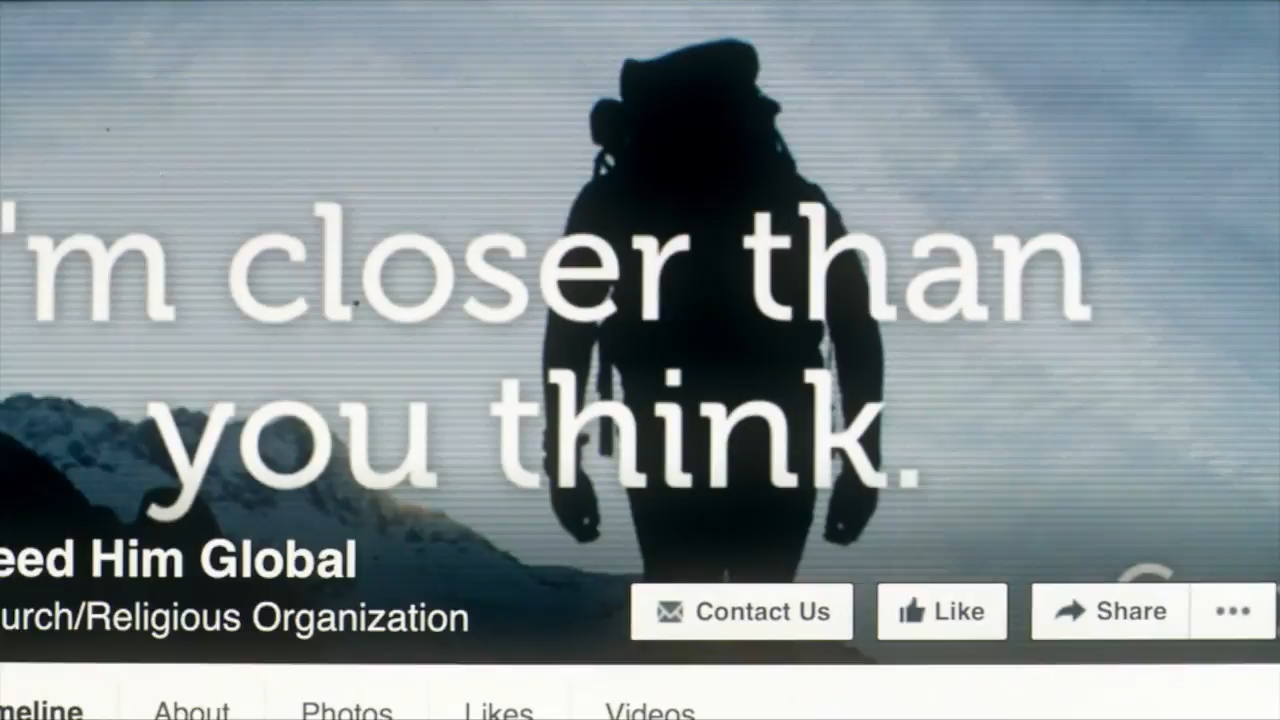 'm closer than
you think.
eed Him Global
urch/Religious Organization
Contact Us
Like
Share
meline
About
Photos
Likes
Videos